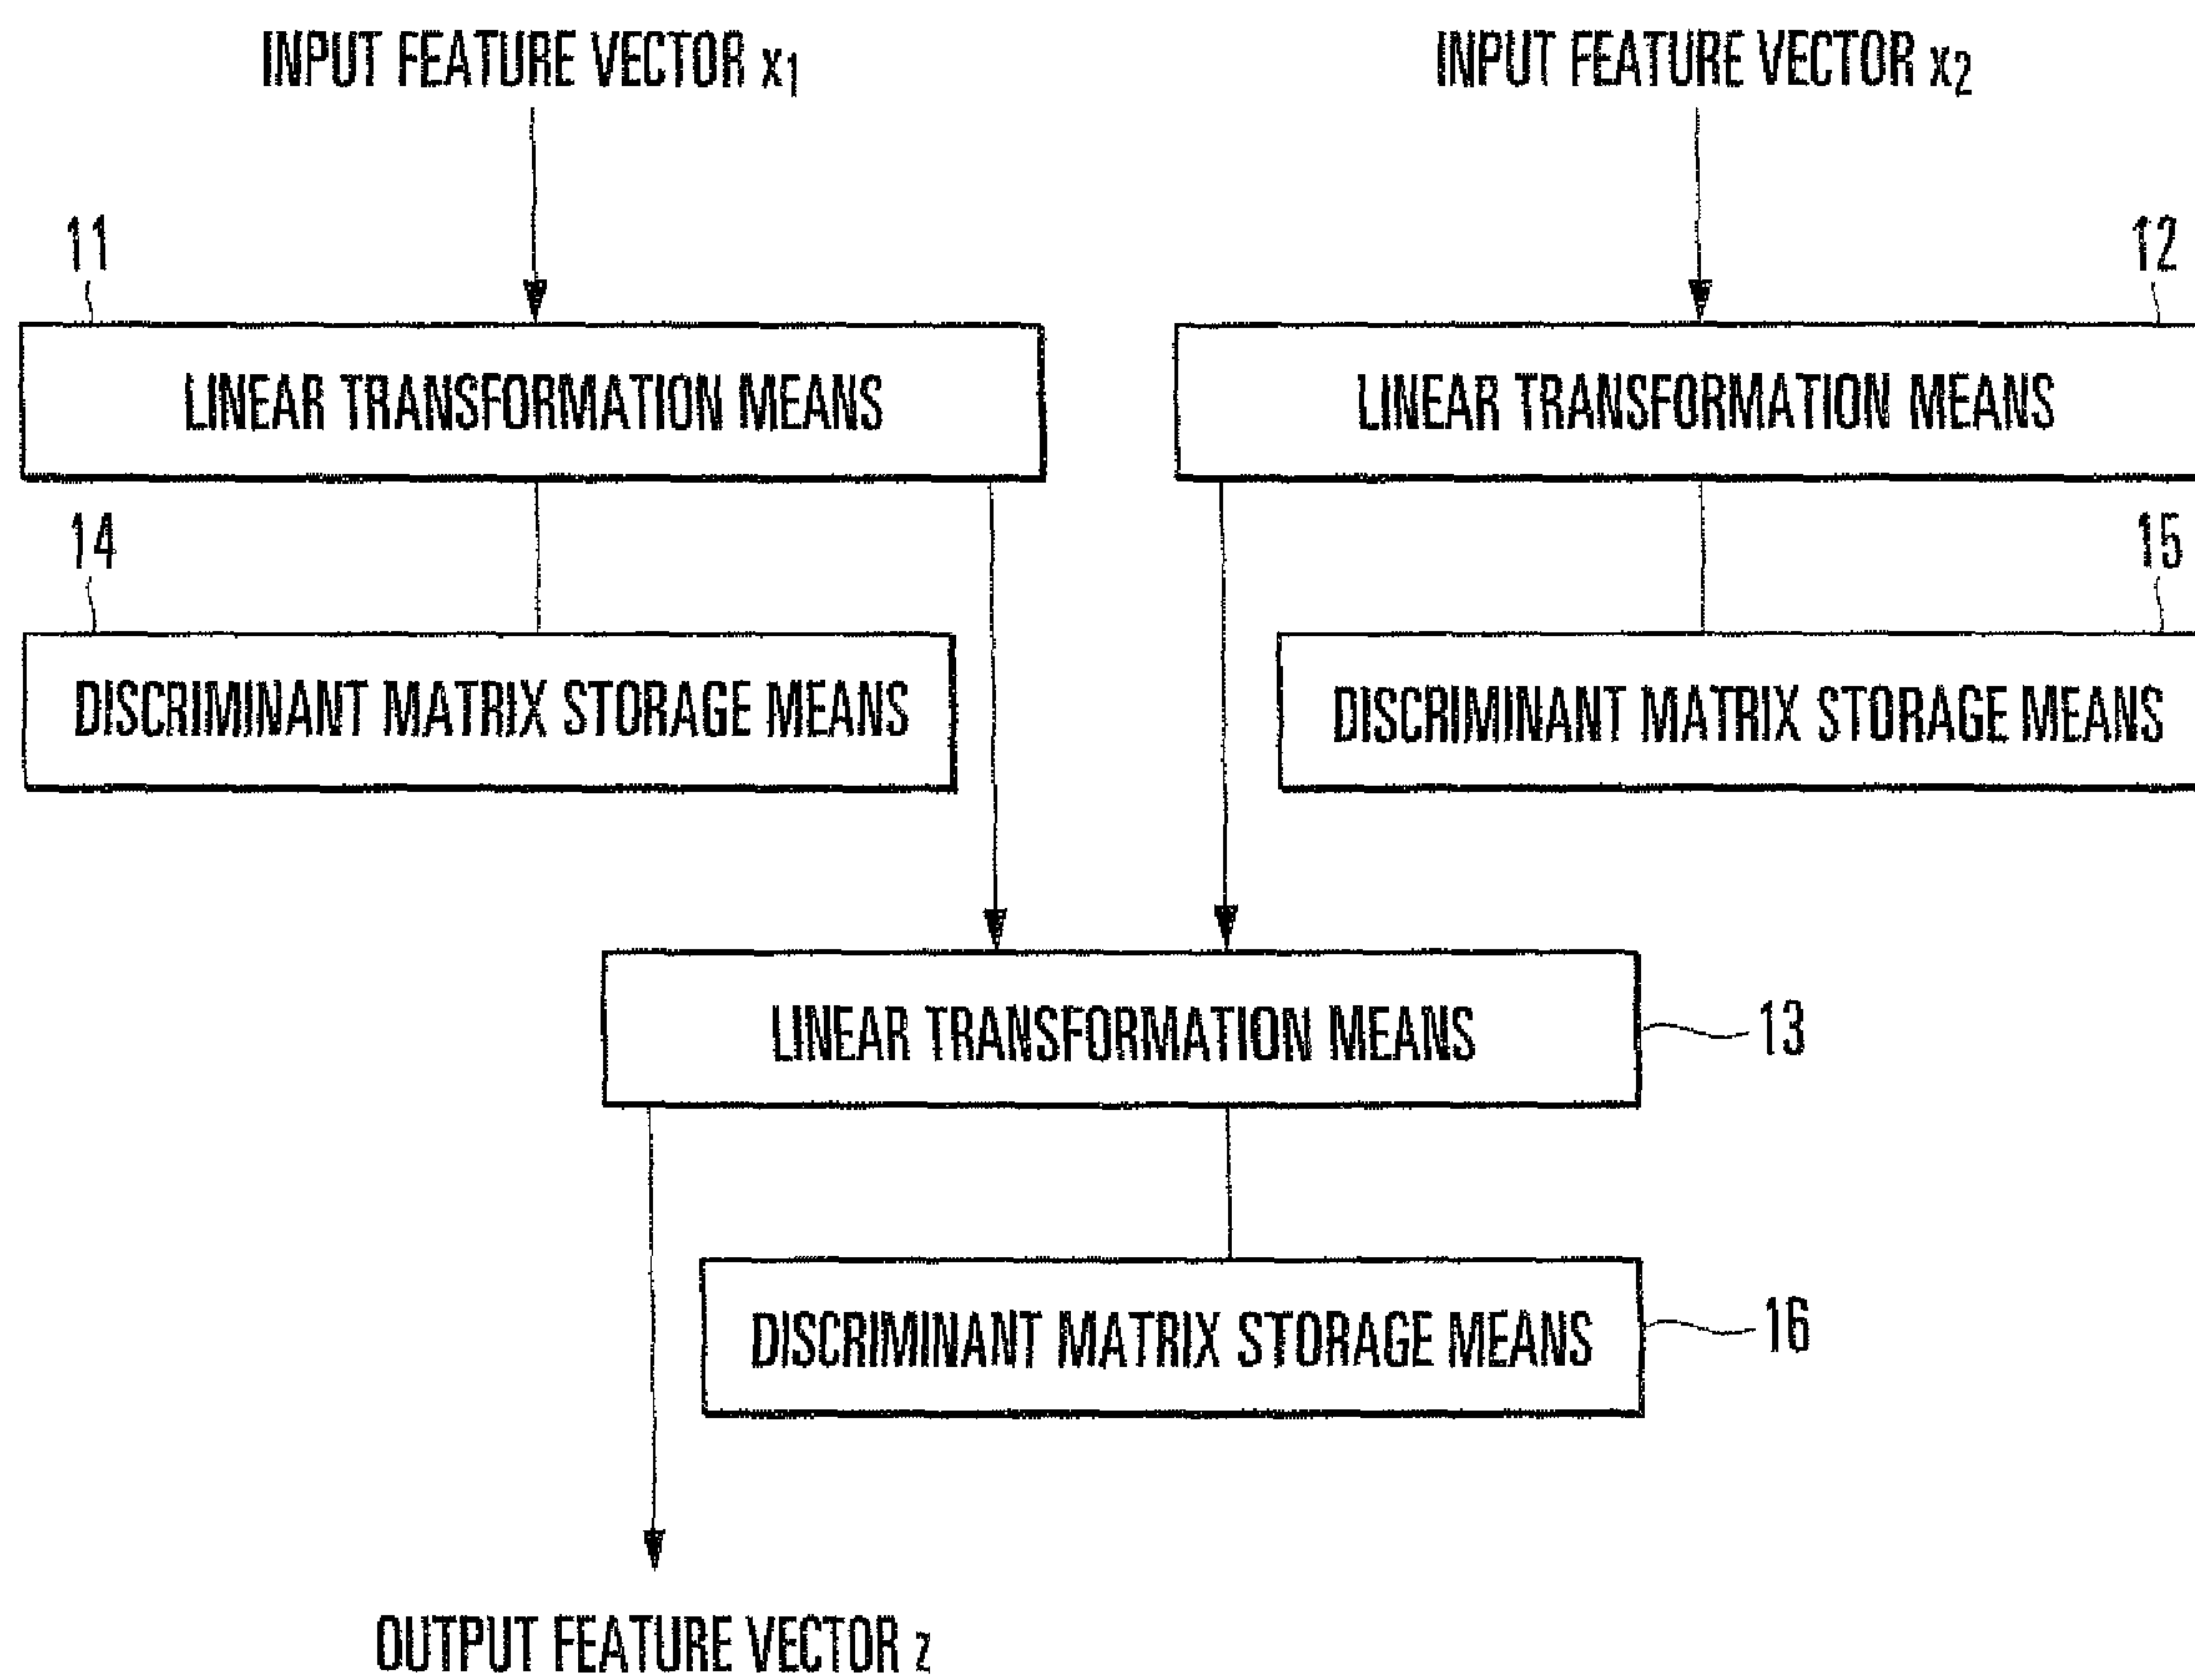 INPUT FEATURE VECTOR x1
INPUT FEATURE VECTOR x2
11
12
LINEAR TRANSFORMATION MEANS
LINEAR TRANSFORMATION MEANS
14
15
DISCRIMINANT MATRIX STORAGE MEANS
DISCRIMINANT MATRIX STORAGE MEANS
LINEAR TRANSFORMATION MEANS
13
DISCRIMINANT MATRIX STORAGE MEANS
16
OUTPUT FEATURE VECTOR z